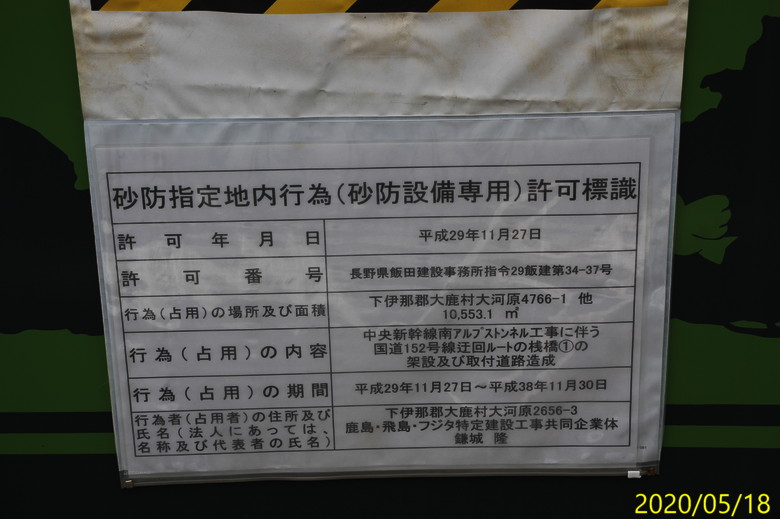 砂防指定地内行為(砂防設備専用)許可標識
許可年月日
平成29年11月27日
許可番号
長野県飯田建設事務所指令29飯建第34-37号
行為(占用)の場所及び面積
下伊那郡大鹿村大河原4766-1 他
10,553.1 ㎡
行為(占用)の内容
中央新幹線南アルプストンネル工事に伴う
国道152号線迂回ルートの桟橋①の
架設及び取付道路造成
行為(占用)の期間
平成29年11月27日~平成38年11月30日
行為者(占用者)の住所及び
氏名(法人にあっては、
名称及び代表者の氏名)
下伊那郡大鹿村大河原2656-3
鹿島・飛島・フジタ特定建設工事共同企業体
鎌城 隆
2020/05/18